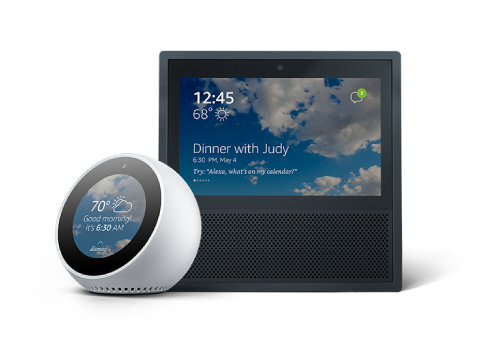 12:45
68°
1
Dinner with Judy
6:30 PM, May 4
Try: "Alexa, what's on my calendar?"
70°
Good morning!
it's 6:30 AM